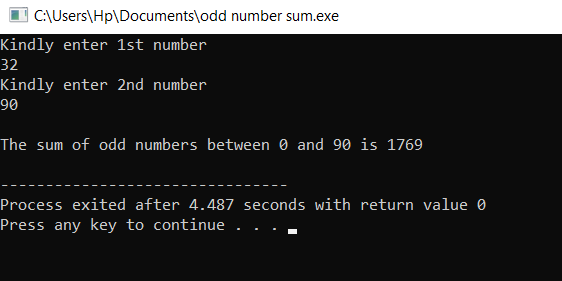 C:\Users\Hp\Documents\odd number sum.exe
Kindly enter 1st number
32
Kindly enter 2nd number
90
The sum of odd numbers between 0 and 90 is 1769
--------------------------------
Process exited after 4.487 seconds with return value 0
Press any key to continue . . .